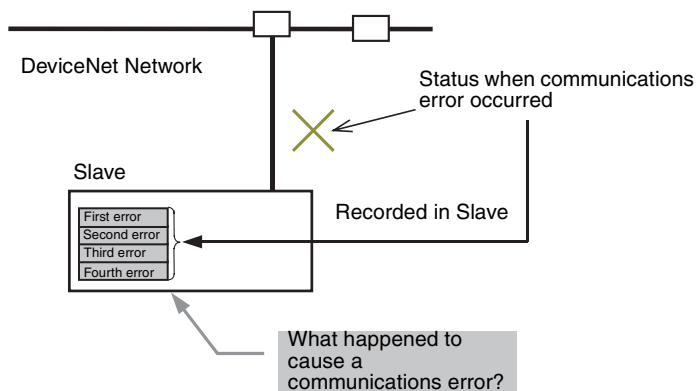 DeviceNet Network
Status when communications
error occurred
Slave
Recorded in Slave
First error
Second error
Third error
Fourth error
What happened to
cause a
communications error?